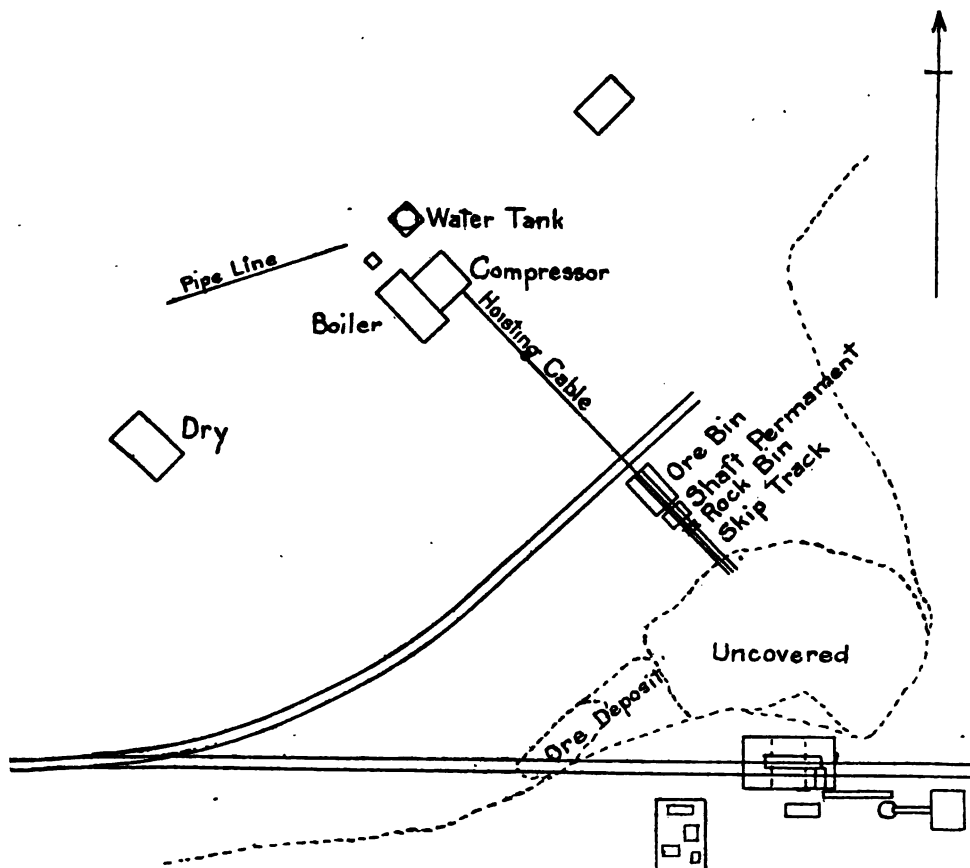 Water Tank
Pipe Line
Compressor
Boiler
Hoisting Cable
Dry
Ore Bin
Shaft Permament
Rock Bin
Skip Track
Uncovered
Ore Deposit